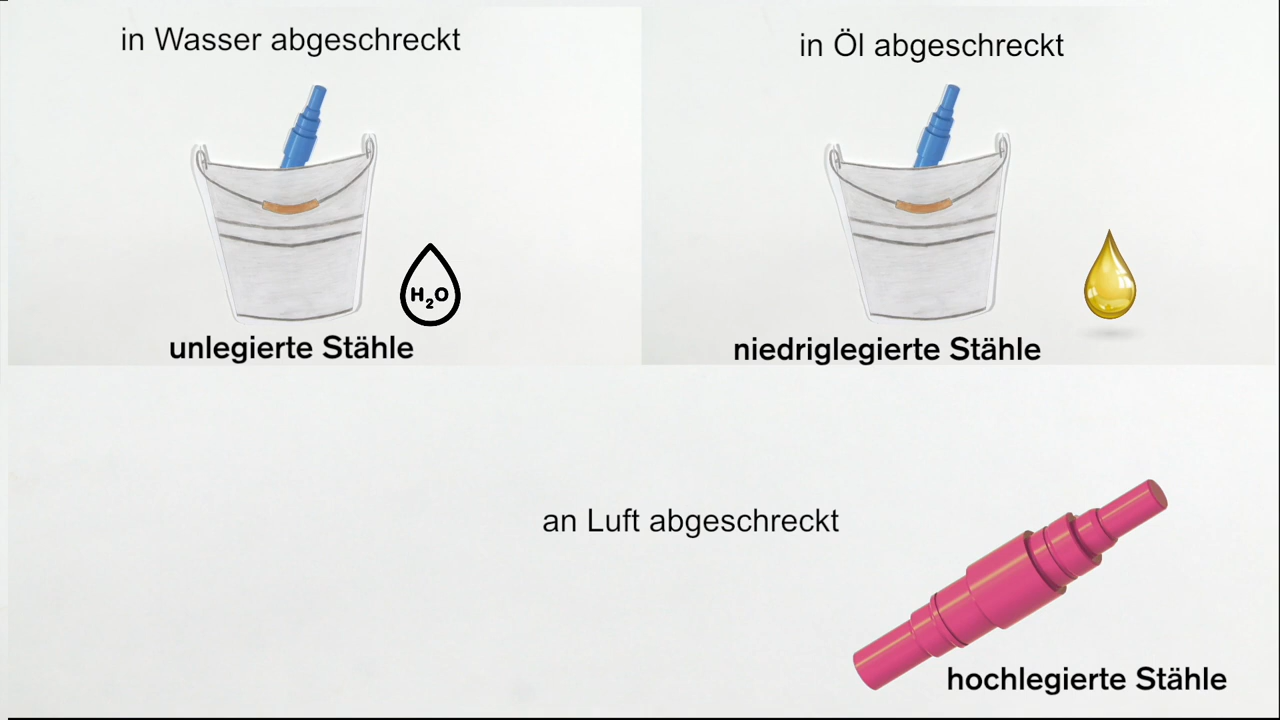 in Wasser abgeschreckt
in Öl abgeschreckt
H₂O
unlegierte Stähle
niedriglegierte Stähle
an Luft abgeschreckt
hochlegierte Stähle